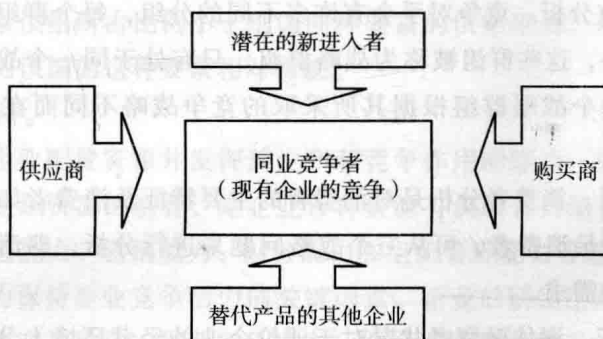 潜在的新进入者
供应商
同业竞争者
（现有企业的竞争）
购买商
替代产品的其他企业